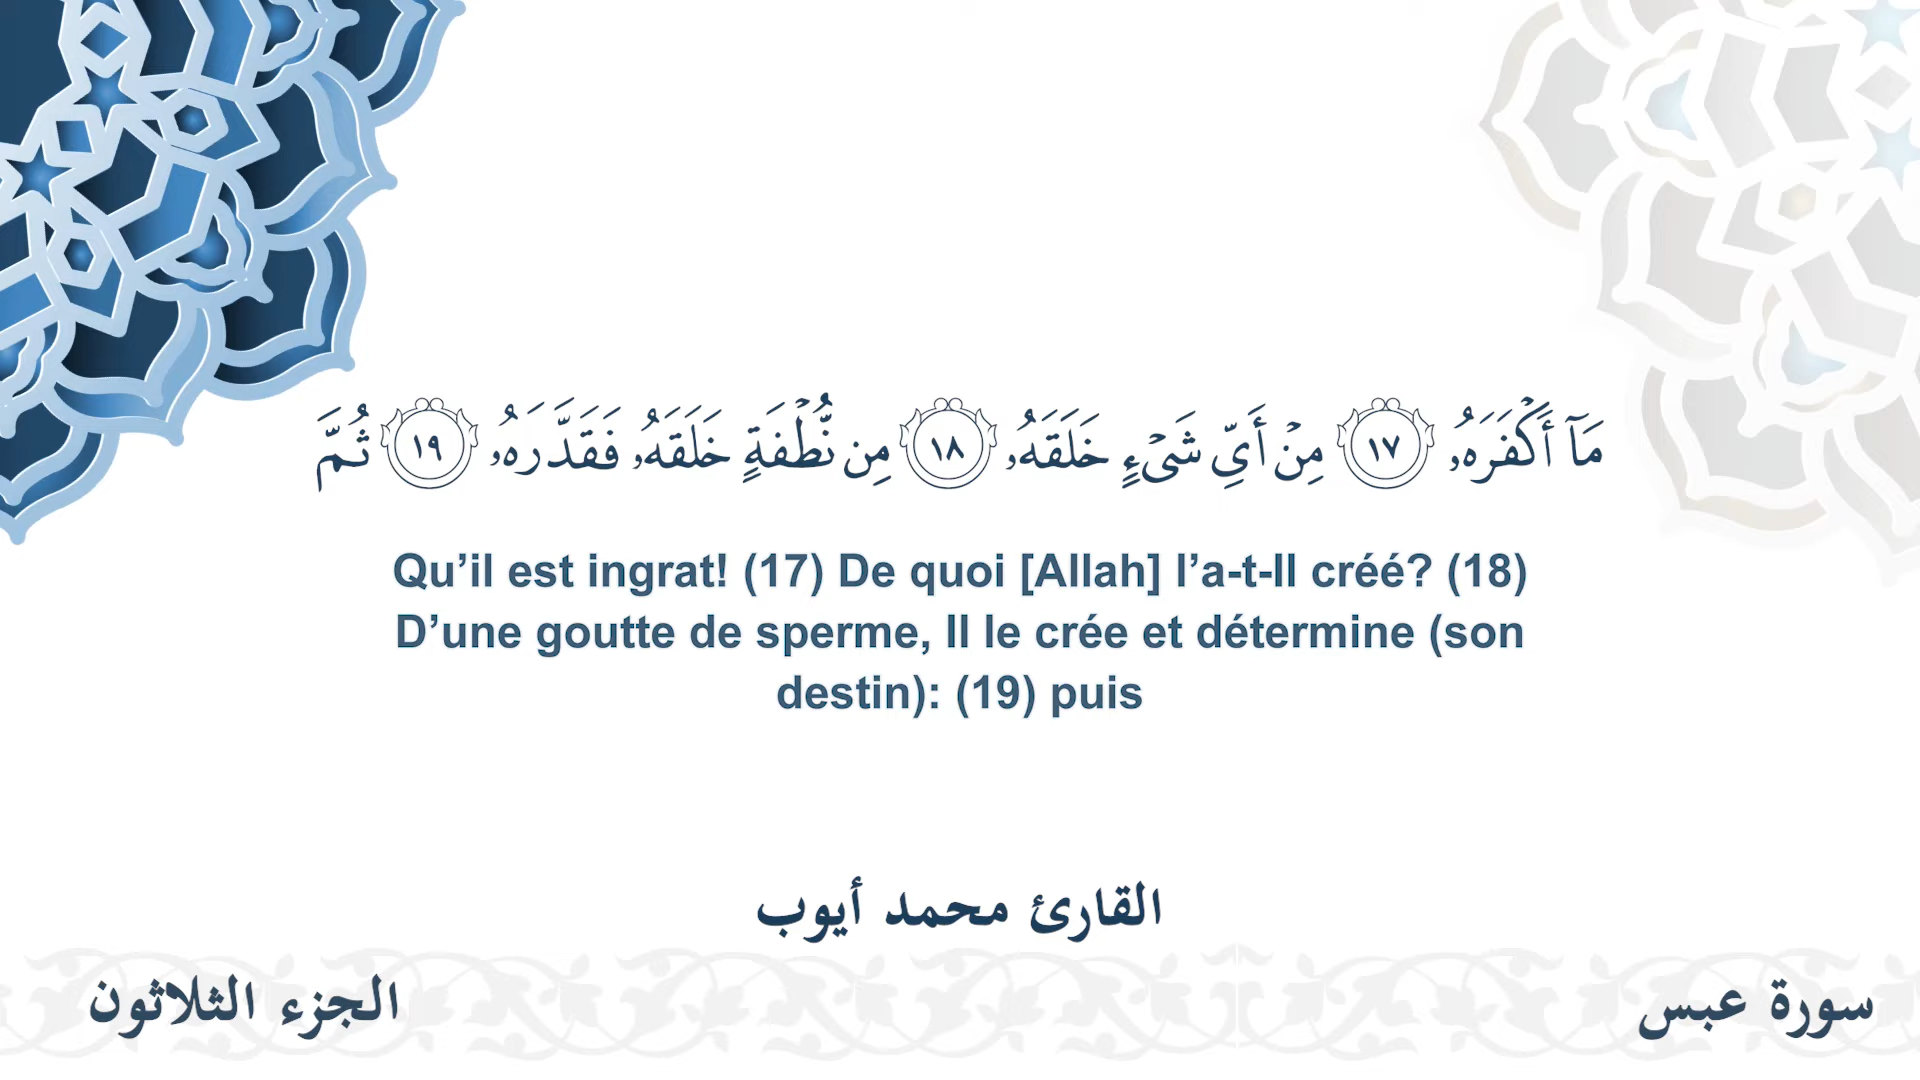 مَآ أَكْفَرَهُۥ ١٧ مِنْ أَىِّ شَىْءٍ خَلَقَهُۥ ١٨ مِن نُّطْفَةٍ خَلَقَهُۥ فَقَدَّرَهُۥ ١٩ ثُمَّ
Qu’il est ingrat! (17) De quoi [Allah] l’a-t-Il créé? (18)
D’une goutte de sperme, Il le crée et détermine (son
destin): (19) puis
القارئ محمد أيوب
سورة عبس
الجزء الثلاثون